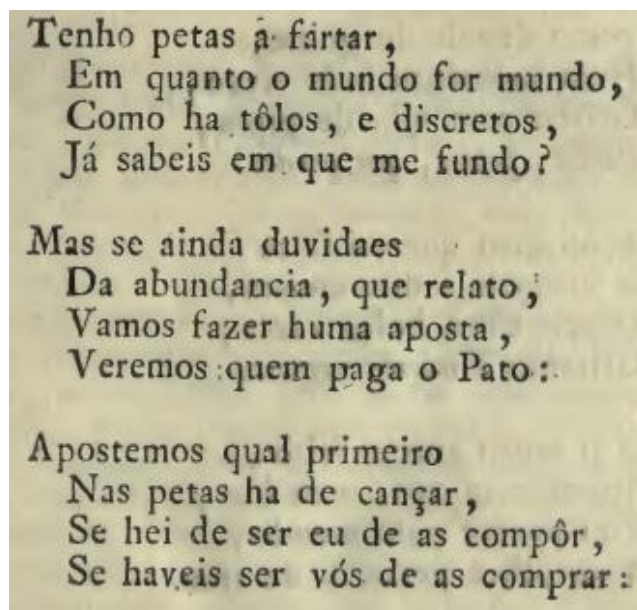 Tenho petas a fartar,
Em quanto o mundo for mundo,
Como ha tôlos, e discretos,
Já sabeis em que me fundo?
Mas se ainda duvidaes
Da abundancia, que relato,
Vamos fazer huma aposta,
Veremos quem paga o Pato:
Apostemos qual primeiro
Nas petas ha de cançar,
Se hei de ser eu de as compôr,
Se haveis ser vós de as comprar: